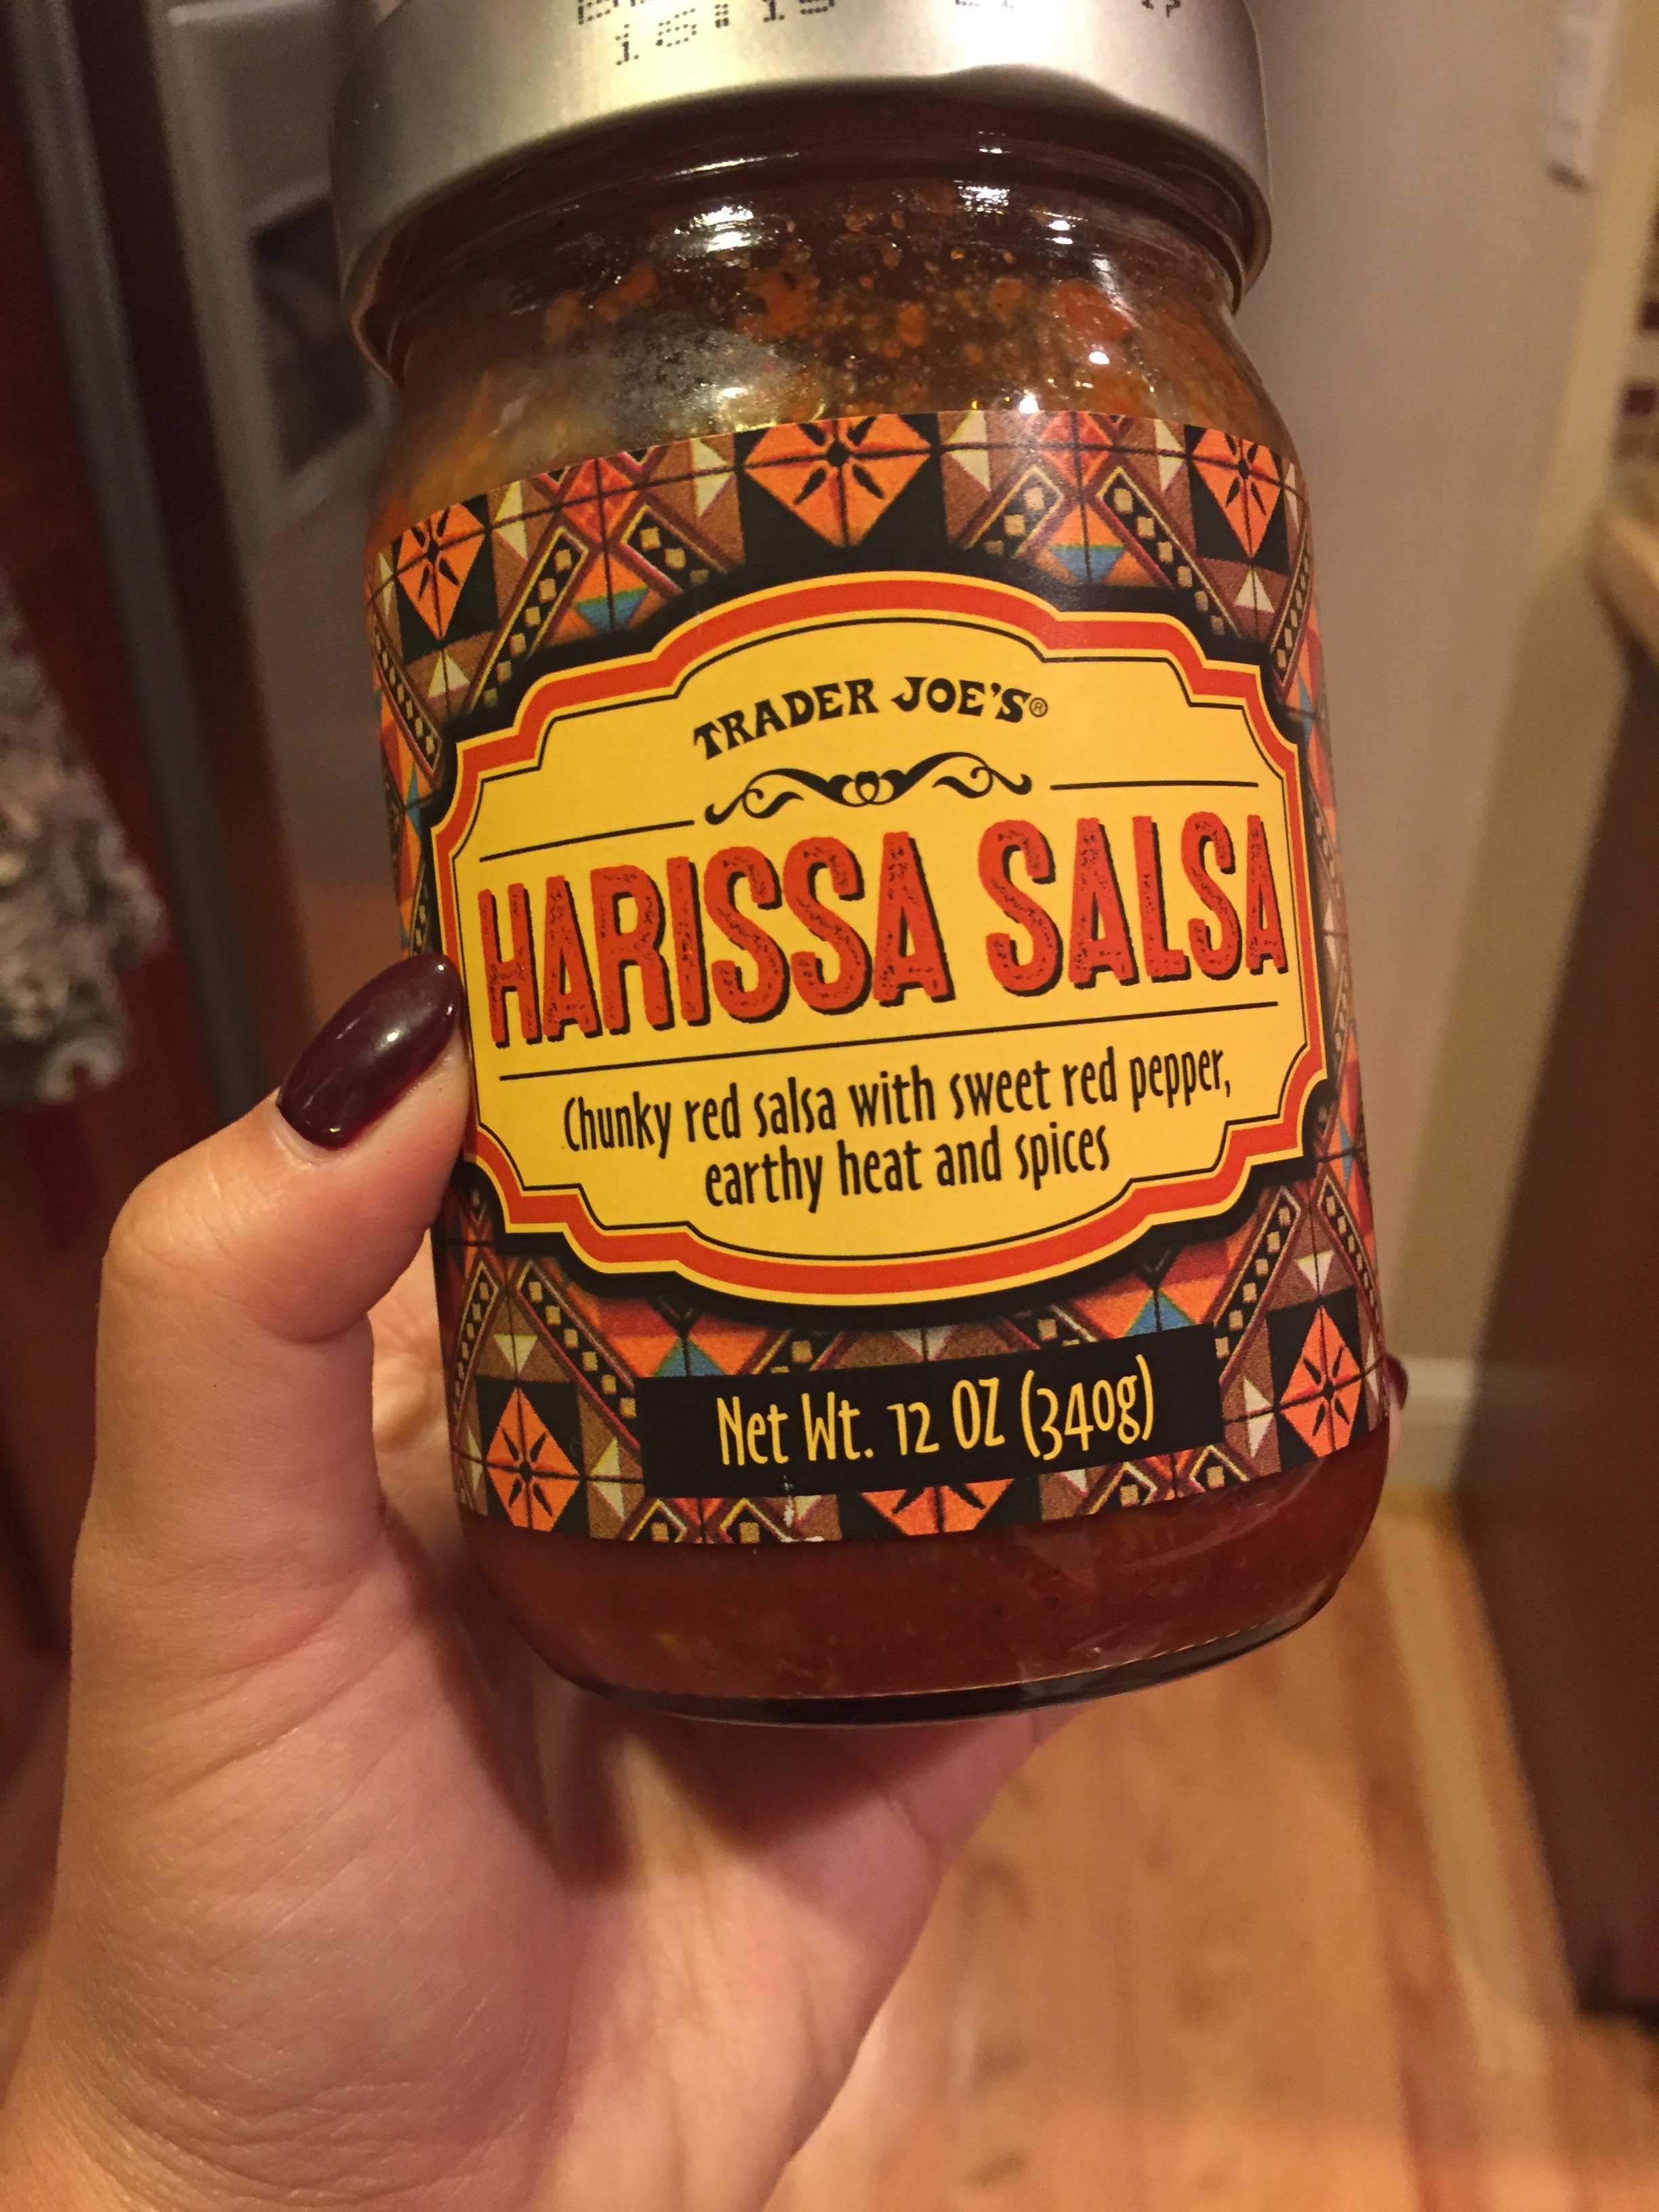 TRADER JOE'S®
HARISSA SALSA
Chunky red salsa with sweet red pepper,
earthy heat and spices
Net Wt. 12 OZ (340g)